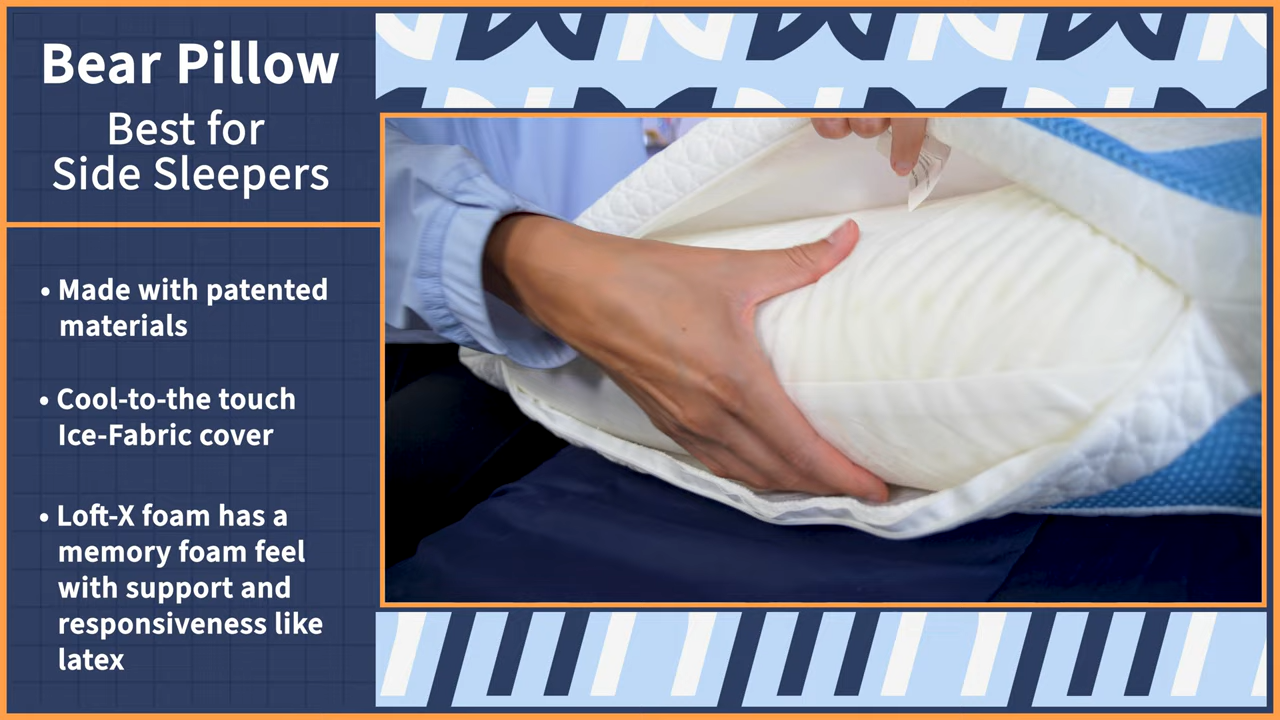 Bear Pillow
Best for
Side Sleepers
• Made with patented
materials
• Cool-to-the touch
Ice-Fabric cover
• Loft-X foam has a
memory foam feel
with support and
responsiveness like
latex